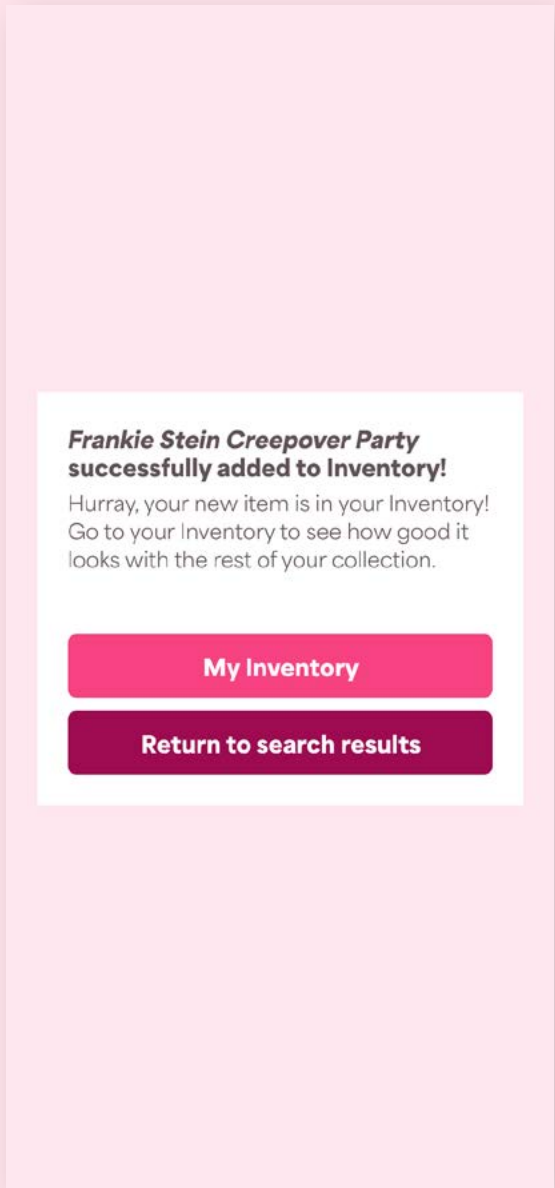 Frankie Stein Creepover Party
successfully added to Inventory!
Hurray, your new item is in your Inventory!
Go to your Inventory to see how good it
looks with the rest of your collection.
My Inventory
Return to search results